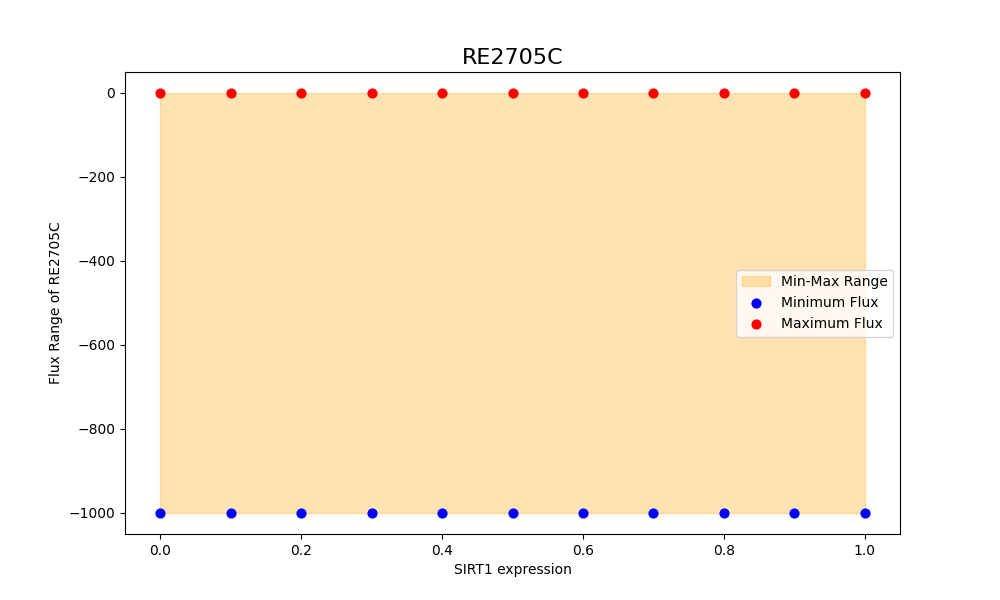 RE2705C
Flux Range of RE2705C
0
−200
−400
−600
−800
−1000
Min-Max Range
Minimum Flux
Maximum Flux
0.0 0.2 0.4 0.6 0.8 1.0
SIRT1 expression